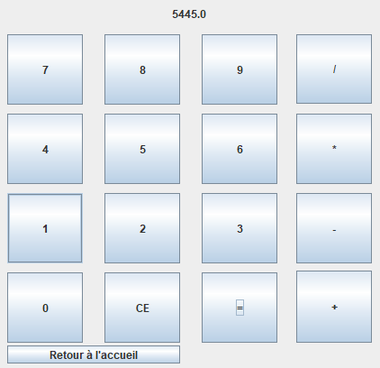 5445.0
7 8 9 /
4 5 6 *
1 2 3 -
0 CE = +
Retour à l'accueil